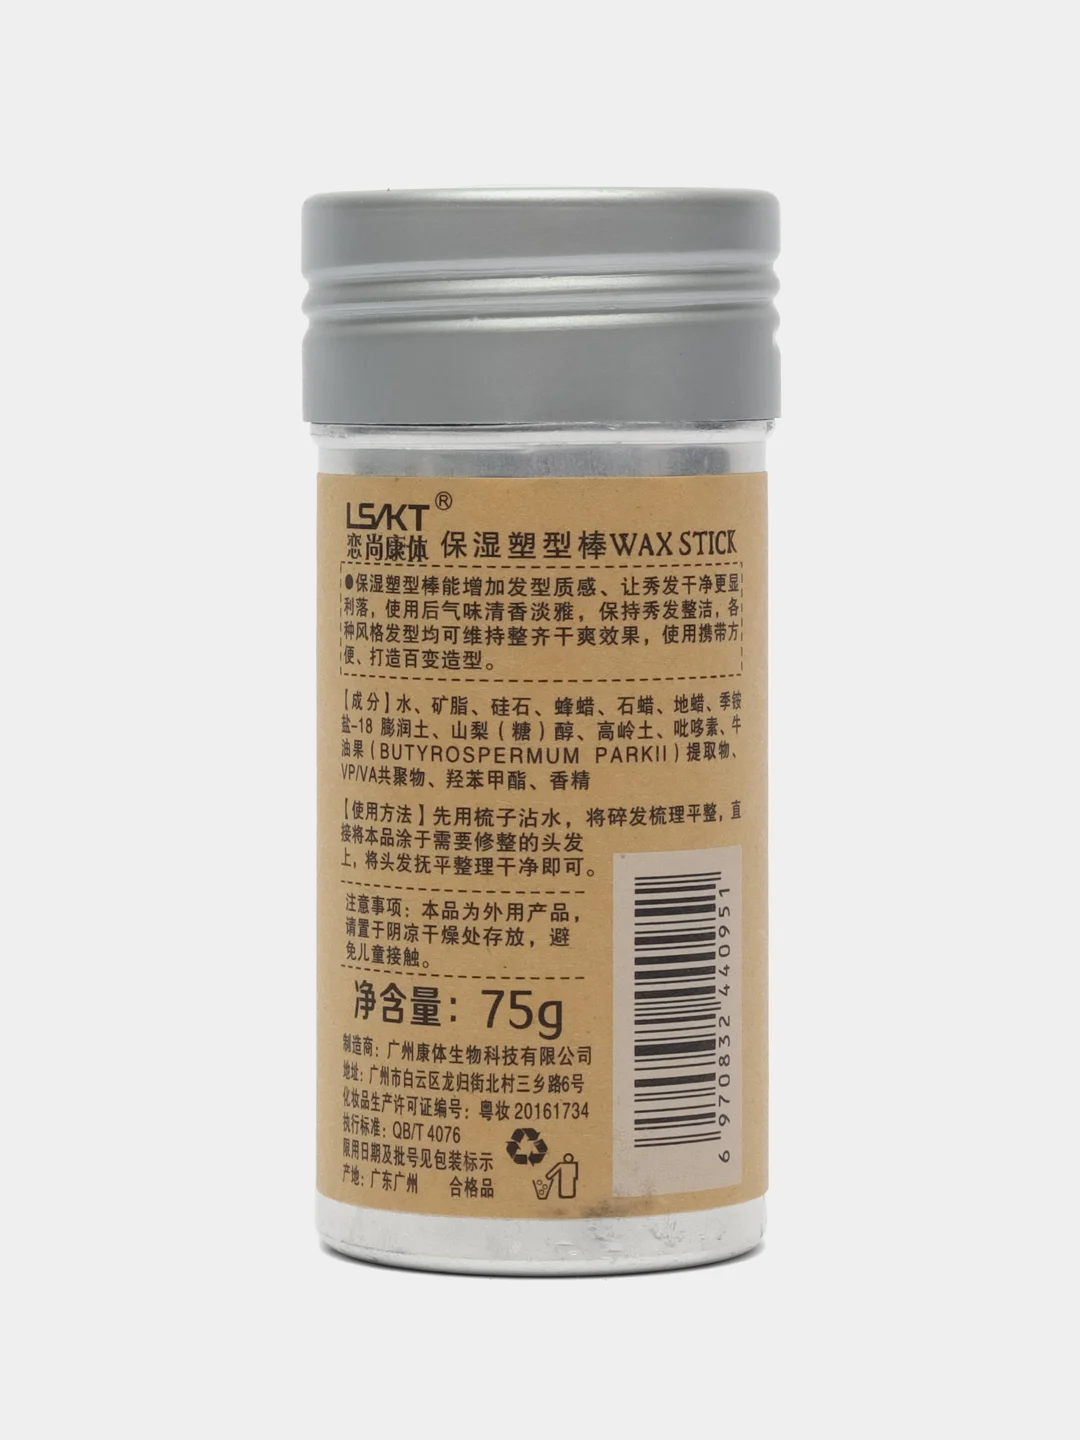 LSKT®
恋尚康体 保湿塑型棒WAX STICK
●保湿塑型棒能增加发型质感、让秀发干净更显
利落，使用后气味清香淡雅，保持秀发整洁，各
种风格发型均可维持整齐干爽效果，使用携带方
便、打造百变造型。
【成分】水、矿脂、硅石、蜂蜡、石蜡、地蜡、季铵
盐-18 膨润土、山梨（糖）醇、高岭土、吡哆素、牛
油果（BUTYROSPERMUM PARKII）提取物、
VP/VA共聚物、羟苯甲酯、香精
【使用方法】先用梳子沾水，将碎发梳理平整，直
接将本品涂于需要修整的头发
上，将头发抚平整理干净即可。
注意事项：本品为外用产品，
请置于阴凉干燥处存放，避
免儿童接触。
净含量：75g
制造商：广州康体生物科技有限公司
地址：广州市白云区龙归街北村三乡路6号
化妆品生产许可证编号：粤妆20161734
执行标准：QB/T 4076
限用日期及批号见包装标示
产地：广东广州 合格品
6 970832 440951